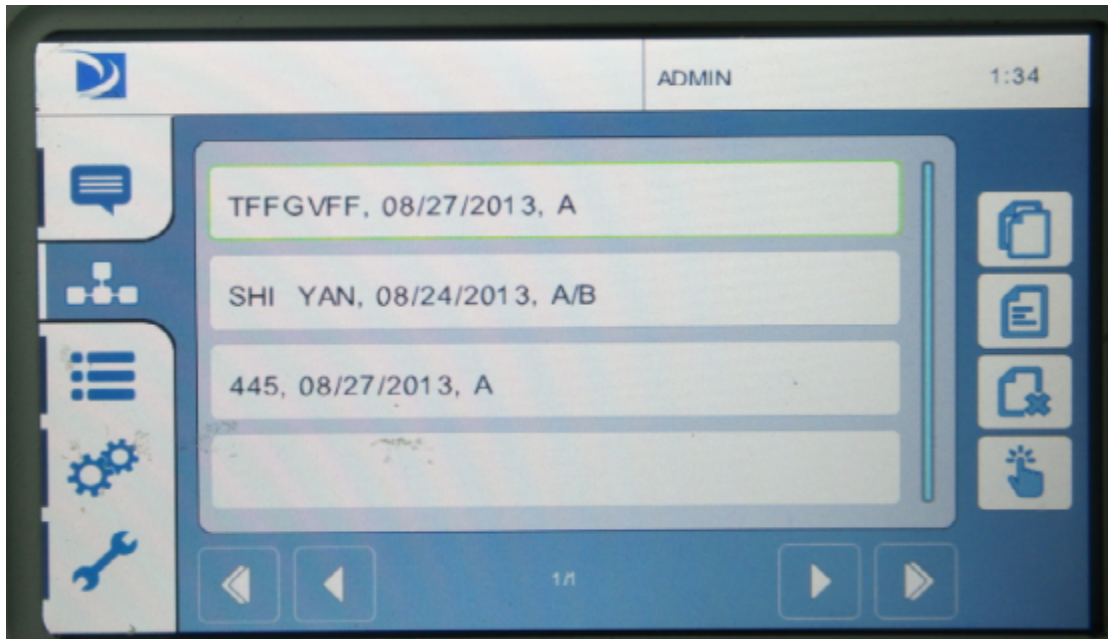 ADMIN 1:34
TFFGVFF, 08/27/2013, A
SHI YAN, 08/24/2013, A/B
445, 08/27/2013, A
1/1